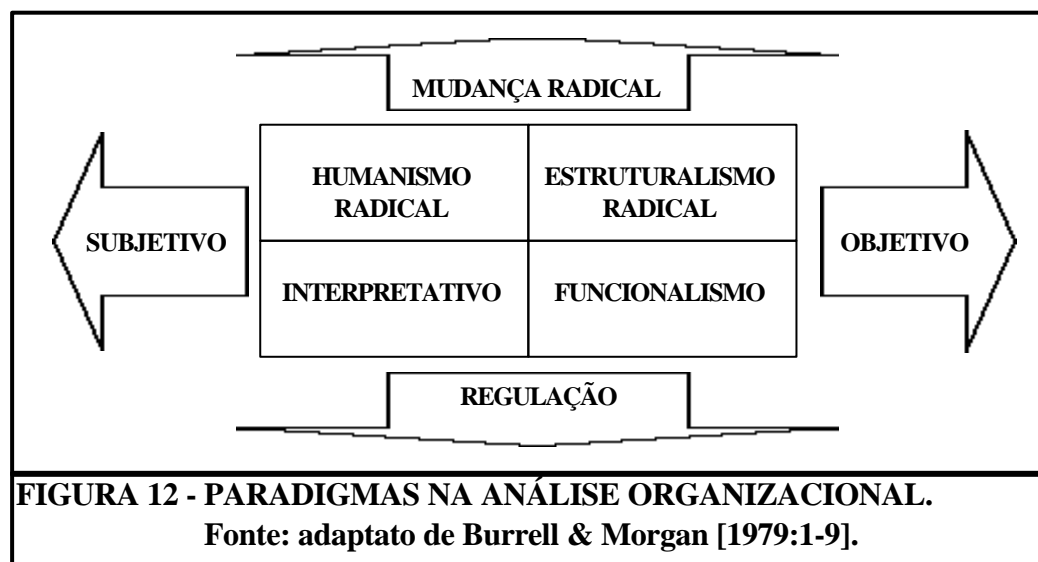 MUDANÇA RADICAL
HUMANISMO RADICAL
ESTRUTURALISMO RADICAL
SUBJETIVO
OBJETIVO
INTERPRETATIVO
FUNCIONALISMO
REGULAÇÃO
FIGURA 12 - PARADIGMAS NA ANÁLISE ORGANIZACIONAL.
Fonte: adaptato de Burrell & Morgan [1979:1-9].